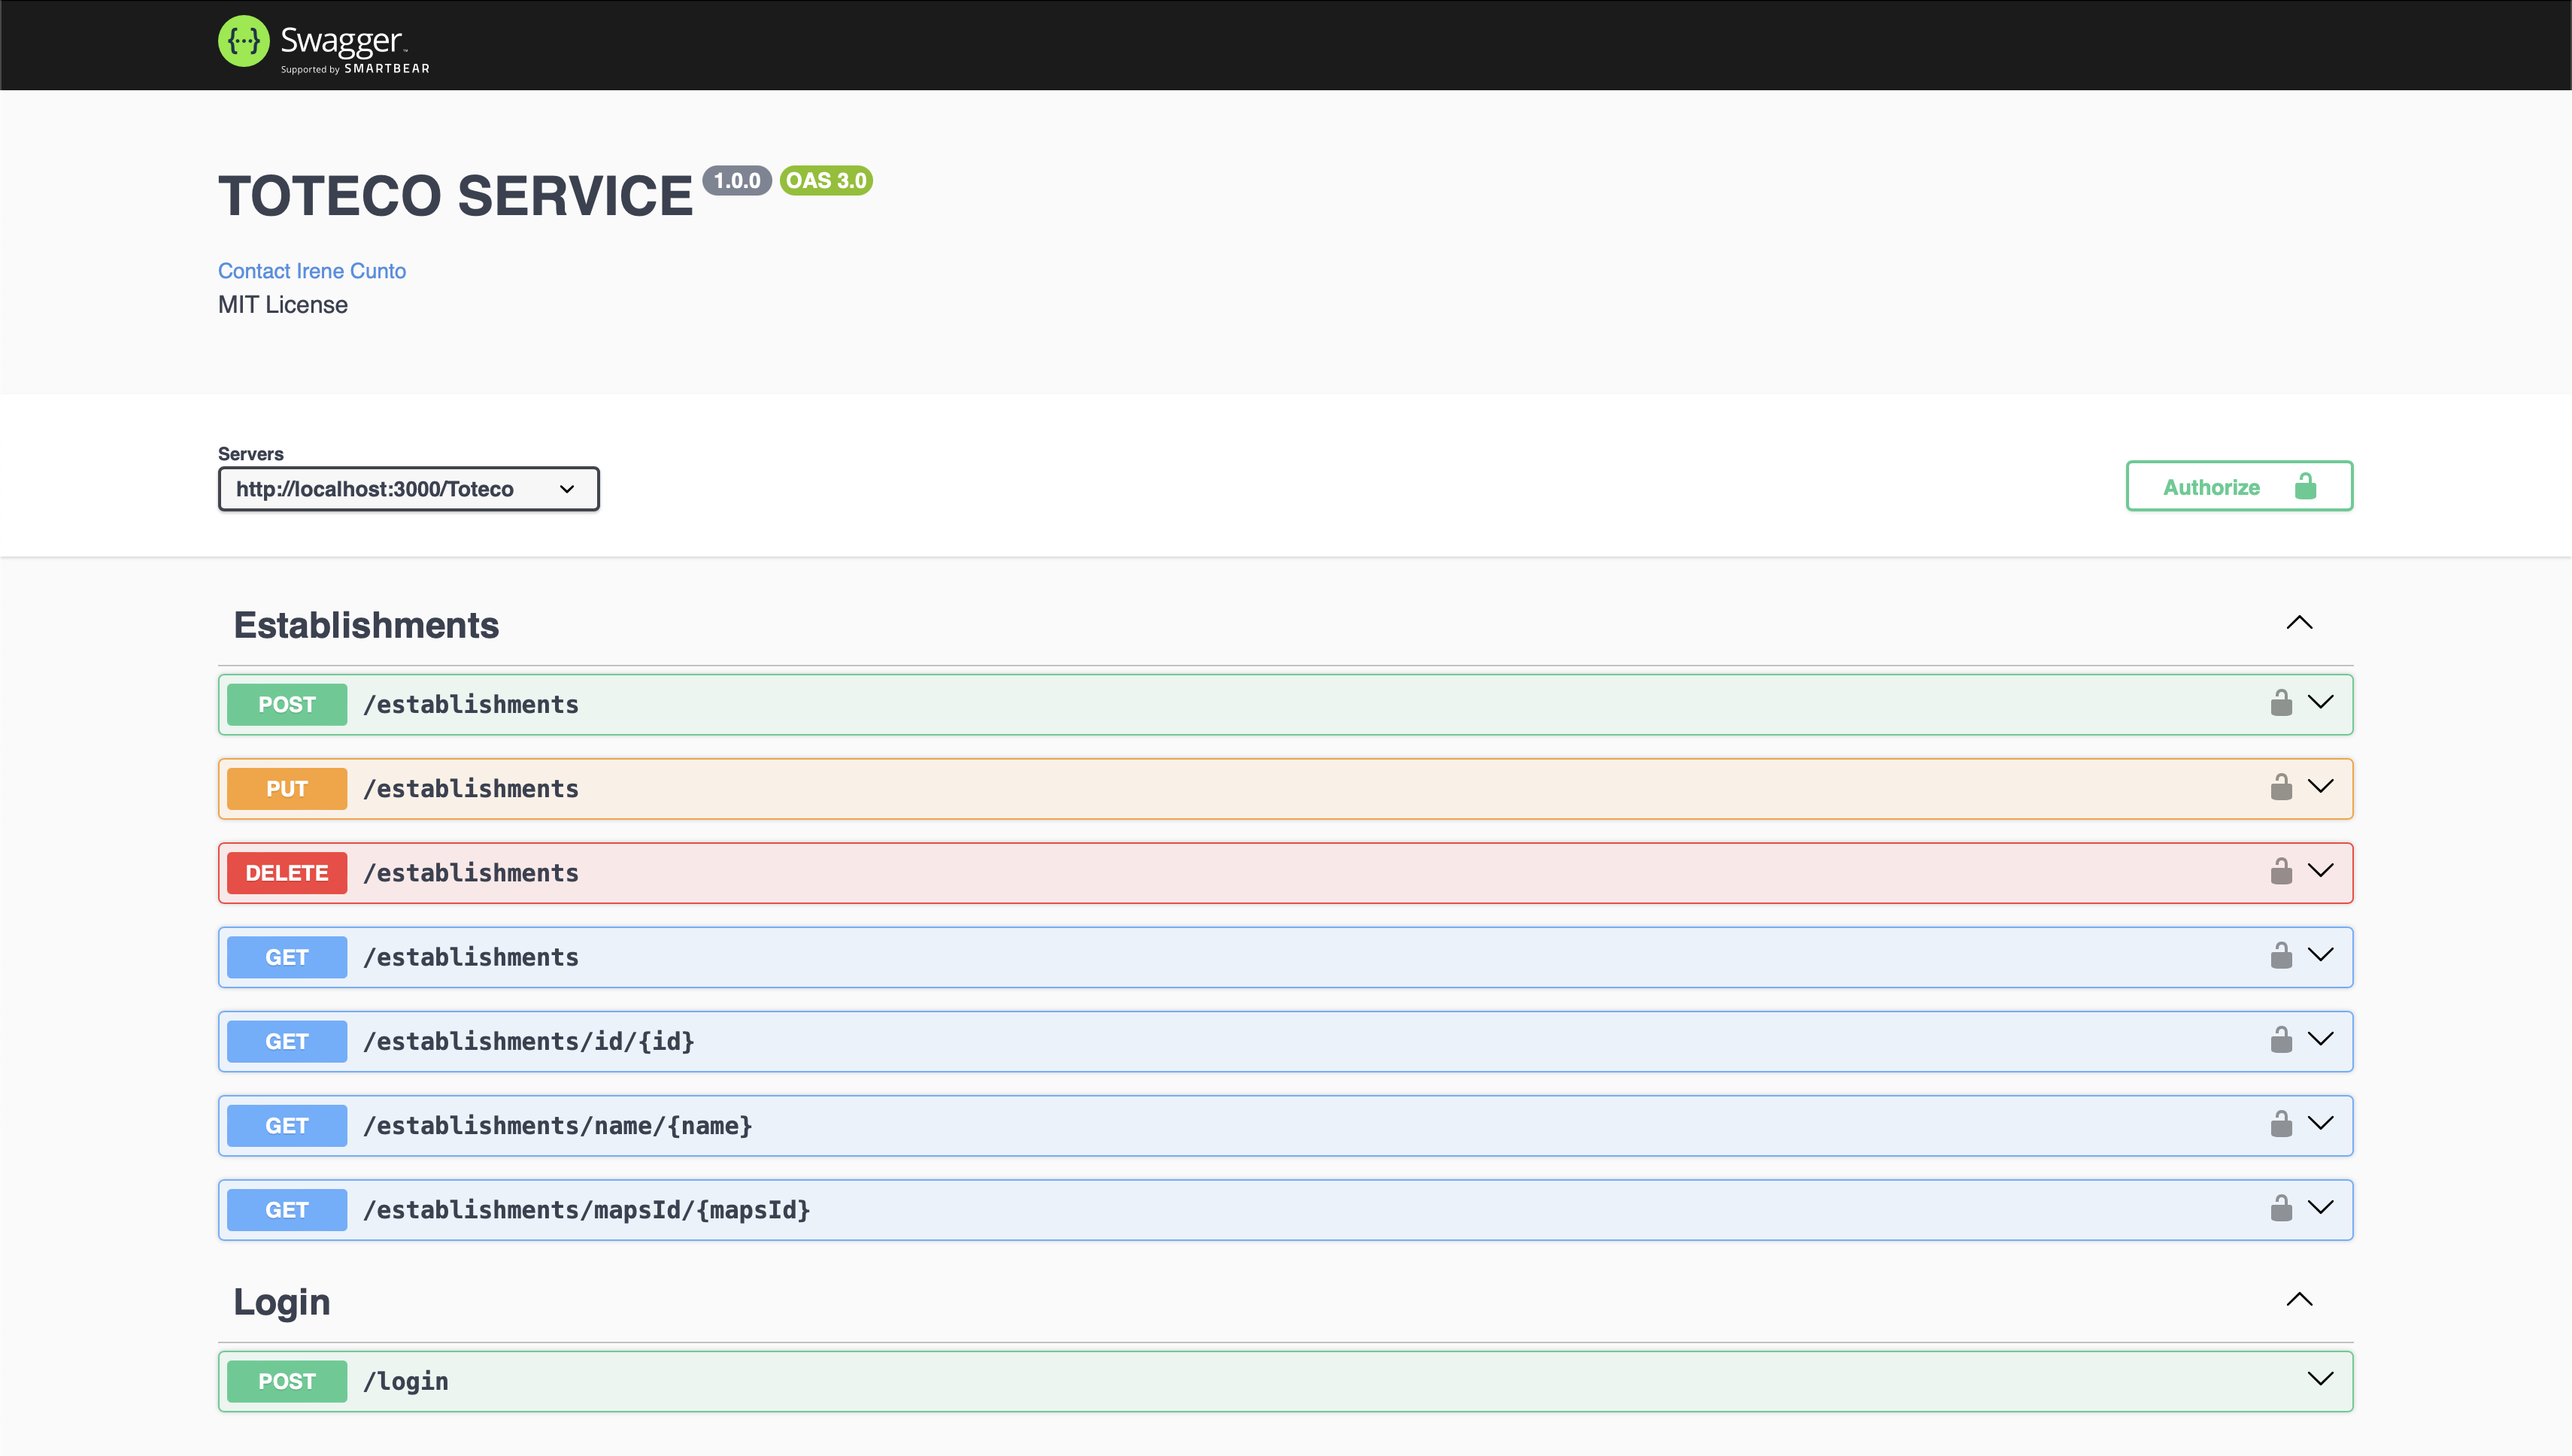 {···} Swagger™
Supported by SMARTBEAR
TOTECO SERVICE 1.0.0 OAS 3.0
Contact Irene Cunto
MIT License
Servers
http://localhost:3000/Toteco
Authorize
Establishments
POST /establishments
PUT /establishments
DELETE /establishments
GET /establishments
GET /establishments/id/{id}
GET /establishments/name/{name}
GET /establishments/mapsId/{mapsId}
Login
POST /login